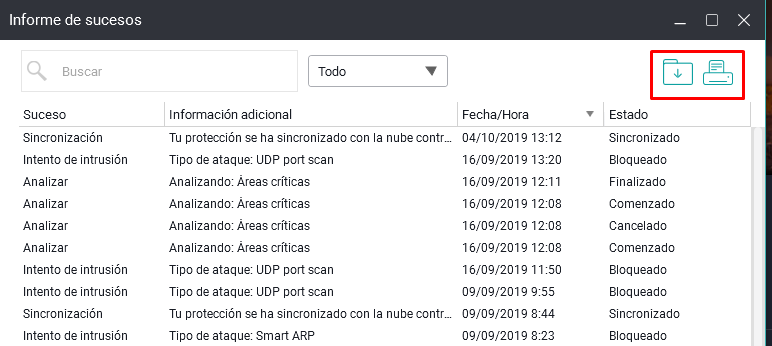 Informe de sucesos
Buscar Todo
Suceso Información adicional Fecha/Hora Estado
Sincronización Tu protección se ha sincronizado con la nube contr... 04/10/2019 13:12 Sincronizado
Intento de intrusión Tipo de ataque: UDP port scan 16/09/2019 13:20 Bloqueado
Analizar Analizando: Áreas críticas 16/09/2019 12:11 Finalizado
Analizar Analizando: Áreas críticas 16/09/2019 12:08 Comenzado
Analizar Analizando: Áreas críticas 16/09/2019 12:08 Cancelado
Analizar Analizando: Áreas críticas 16/09/2019 12:08 Comenzado
Intento de intrusión Tipo de ataque: UDP port scan 16/09/2019 11:50 Bloqueado
Intento de intrusión Tipo de ataque: UDP port scan 09/09/2019 9:55 Bloqueado
Sincronización Tu protección se ha sincronizado con la nube contr... 09/09/2019 8:44 Sincronizado
Intento de intrusión Tipo de ataque: Smart ARP 09/09/2019 8:23 Bloqueado